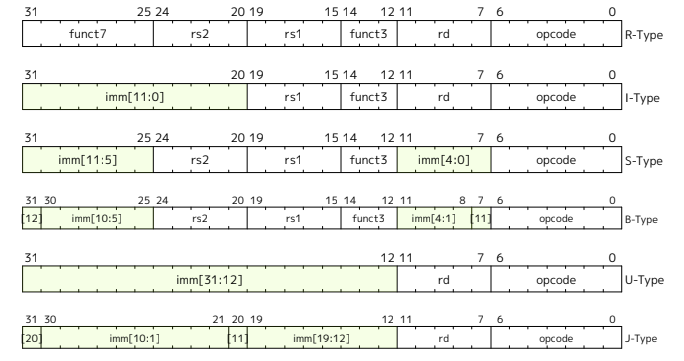 31 25 24 20 19 15 14 12 11 7 6 0
funct7 rs2 rs1 funct3 rd opcode R-Type
31 20 19 15 14 12 11 7 6 0
imm[11:0] rs1 funct3 rd opcode I-Type
31 25 24 20 19 15 14 12 11 7 6 0
imm[11:5] rs2 rs1 funct3 imm[4:0] opcode S-Type
31 30 25 24 20 19 15 14 12 11 8 7 6 0
[12] imm[10:5] rs2 rs1 funct3 imm[4:1] [11] opcode B-Type
31 12 11 7 6 0
imm[31:12] rd opcode U-Type
31 30 21 20 19 12 11 7 6 0
[20] imm[10:1] [11] imm[19:12] rd opcode J-Type